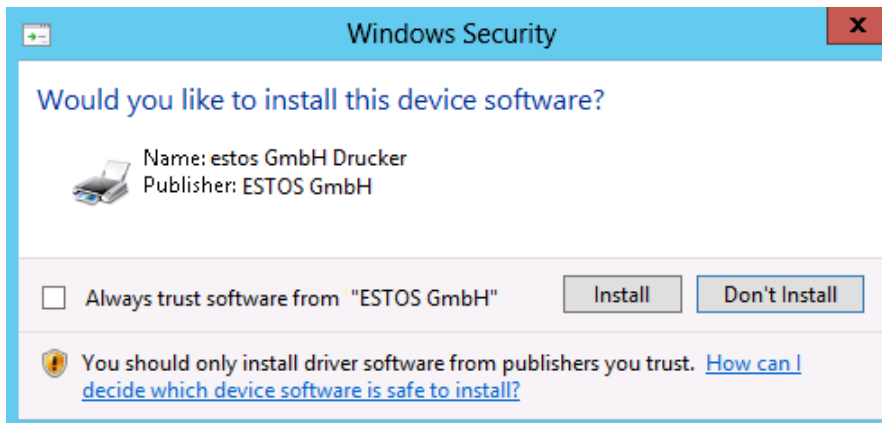 Windows Security
x
Would you like to install this device software?
Name: estos GmbH Drucker
Publisher: ESTOS GmbH
Always trust software from "ESTOS GmbH"
Install
Don't Install
You should only install driver software from publishers you trust. How can I
decide which device software is safe to install?